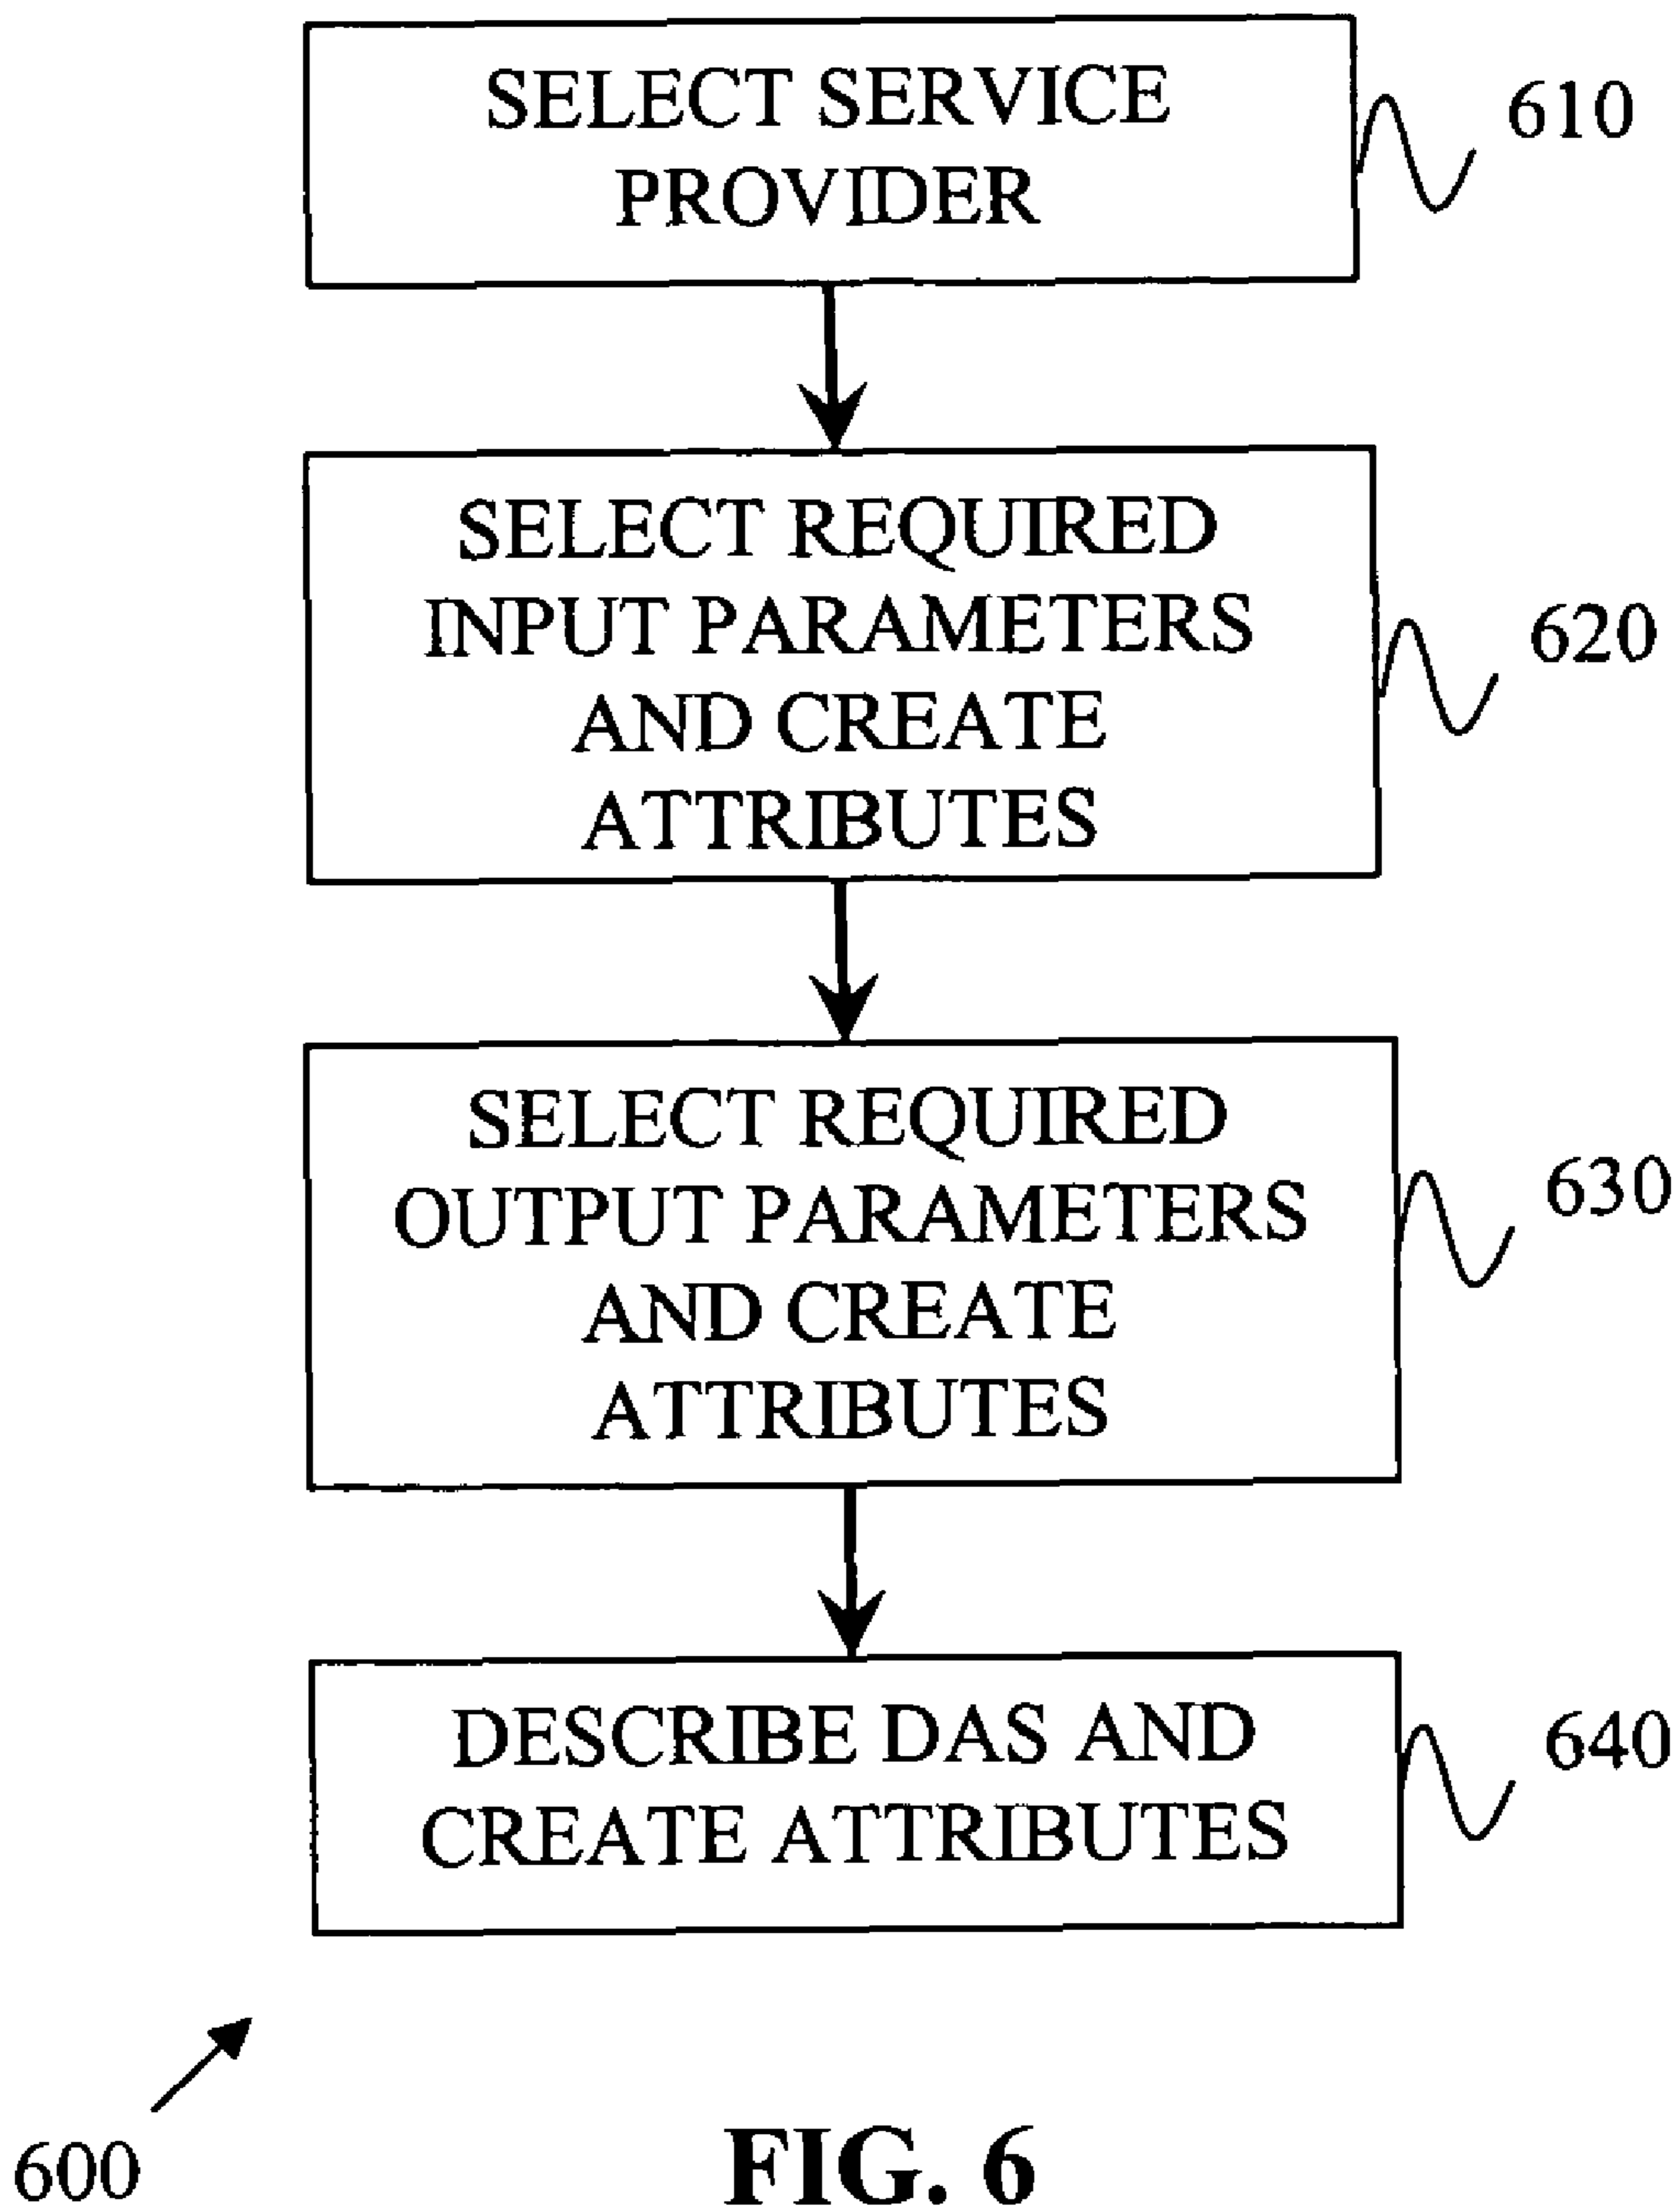 SELECT SERVICE
PROVIDER
610
SELECT REQUIRED
INPUT PARAMETERS
AND CREATE
ATTRIBUTES
620
SELECT REQUIRED
OUTPUT PARAMETERS
AND CREATE
ATTRIBUTES
630
DESCRIBE DAS AND
CREATE ATTRIBUTES
640
600
FIG. 6